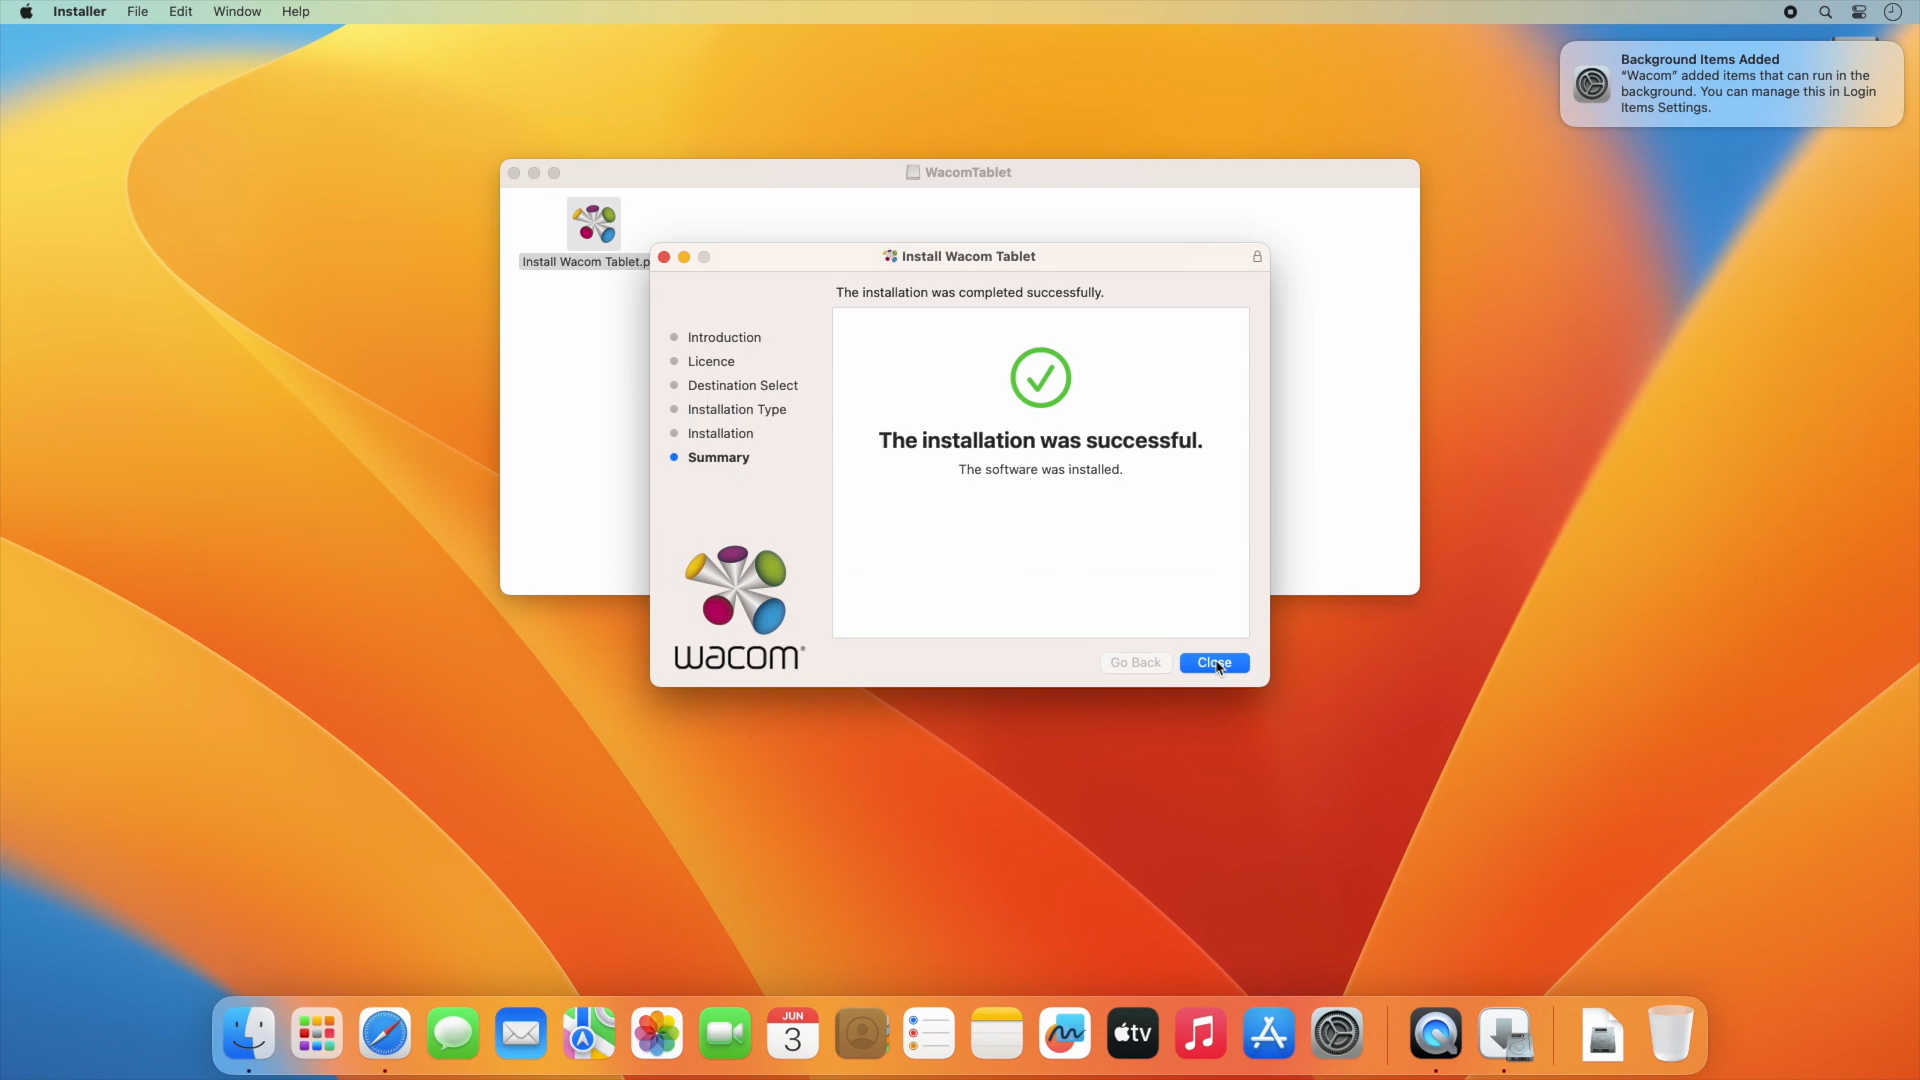 Installer File Edit Window Help
Background Items Added
“Wacom” added items that can run in the
background. You can manage this in Login
Items Settings.
WacomTablet
Install Wacom Tablet.p
Install Wacom Tablet
The installation was completed successfully.
Introduction
Licence
Destination Select
Installation Type
Installation
Summary
The installation was successful.
The software was installed.
wacom®
Go Back
Close
JUN
3
tv